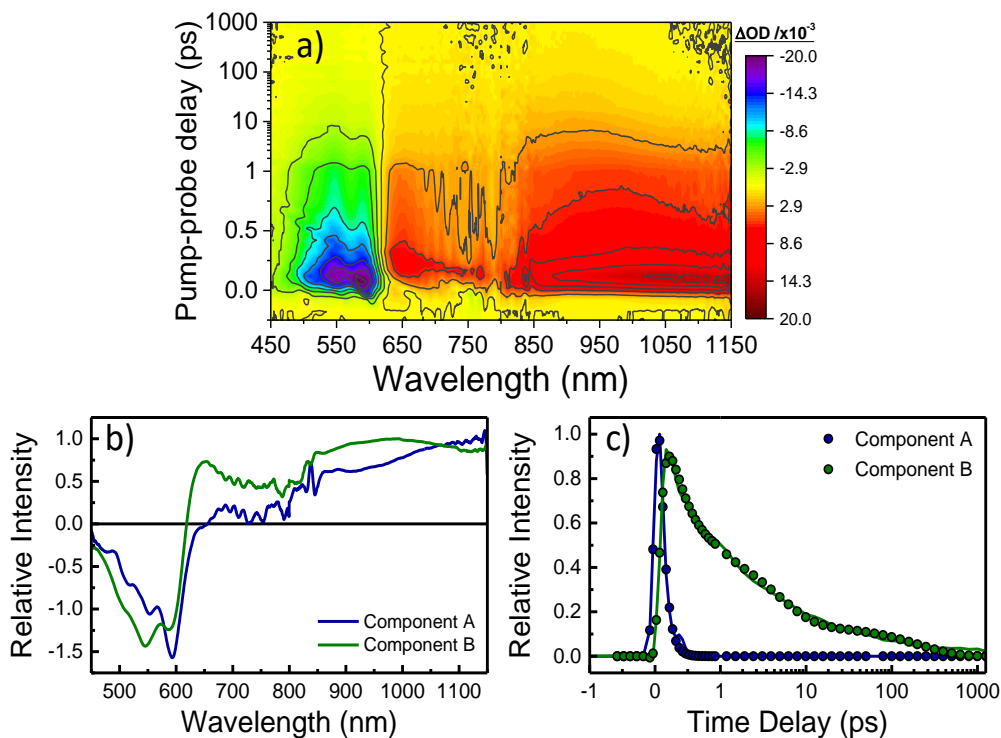 a)
ΔOD /x10-3
Pump-probe delay (ps)
1000
100
10
1
0.5
0.0
-20.0
-14.3
-8.6
-2.9
2.9
8.6
14.3
20.0
450 550 650 750 850 950 1050 1150
Wavelength (nm)
b)
Relative Intensity
1.0
0.5
0.0
-0.5
-1.0
-1.5
Component A
Component B
500 600 700 800 900 1000 1100
Wavelength (nm)
c)
Relative Intensity
1.0
0.8
0.6
0.4
0.2
0.0
Component A
Component B
-1 0 1 10 100 1000
Time Delay (ps)